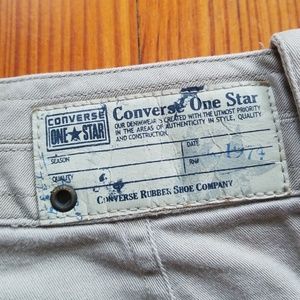 CONVERSE
ONE STAR
Converse One Star
OUR DENIMWEAR IS CREATED WITH THE UTMOST PRIORITY
IN THE AREAS OF AUTHENTICITY IN STYLE, QUALITY
AND CONSTRUCTION.
SEASON
DATE
1974
RN#
QUALITY
CONVERSE RUBBER SHOE COMPANY